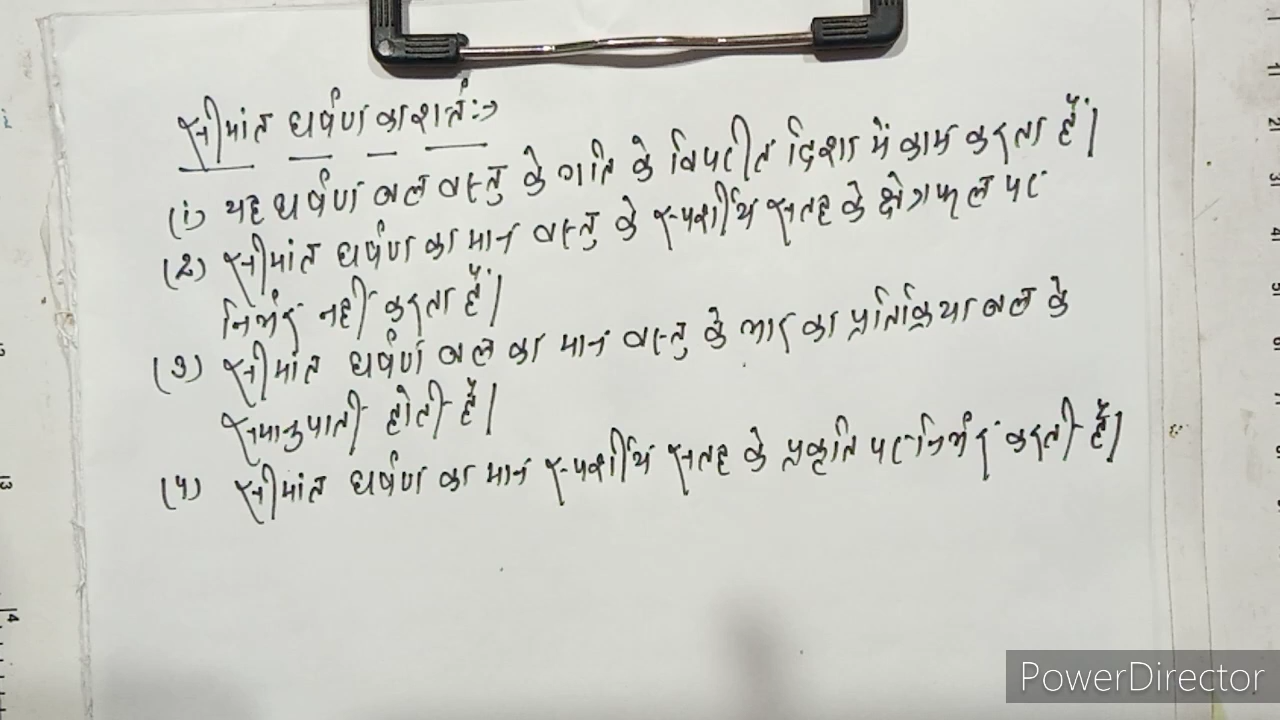 सीमांत घर्षण का शर्त :→
(1) यह घर्षण बल वस्तु के गति के विपरीत दिशा में काम करता हैं।
(2) सीमांत घर्षण का मान वस्तु के स्पर्शीय सतह के क्षेत्रफल पर
निर्भर नही करता हैं।
(3) सीमांत घर्षण बल का मान वस्तु के भार का प्रतिक्रिया बल के
समानुपाती होती हैं।
(4) सीमांत घर्षण का मान स्पर्शीय सतह के प्रकृति पर निर्भर करती हैं।
PowerDirector